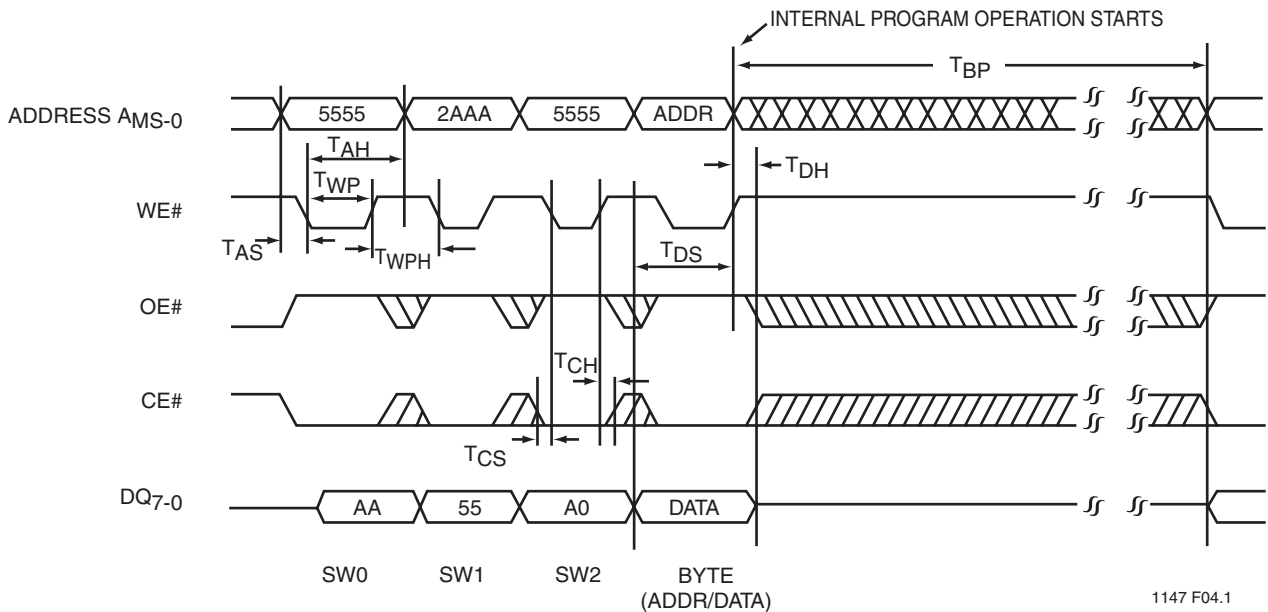 INTERNAL PROGRAM OPERATION STARTS
TBP
ADDRESS AMS-0
5555
2AAA
5555
ADDR
TAH
TDH
TWP
WE#
TAS
TWPH
TDS
OE#
TCH
CE#
TCS
DQ7-0
AA
55
A0
DATA
SW0
SW1
SW2
BYTE
(ADDR/DATA)
1147 F04.1